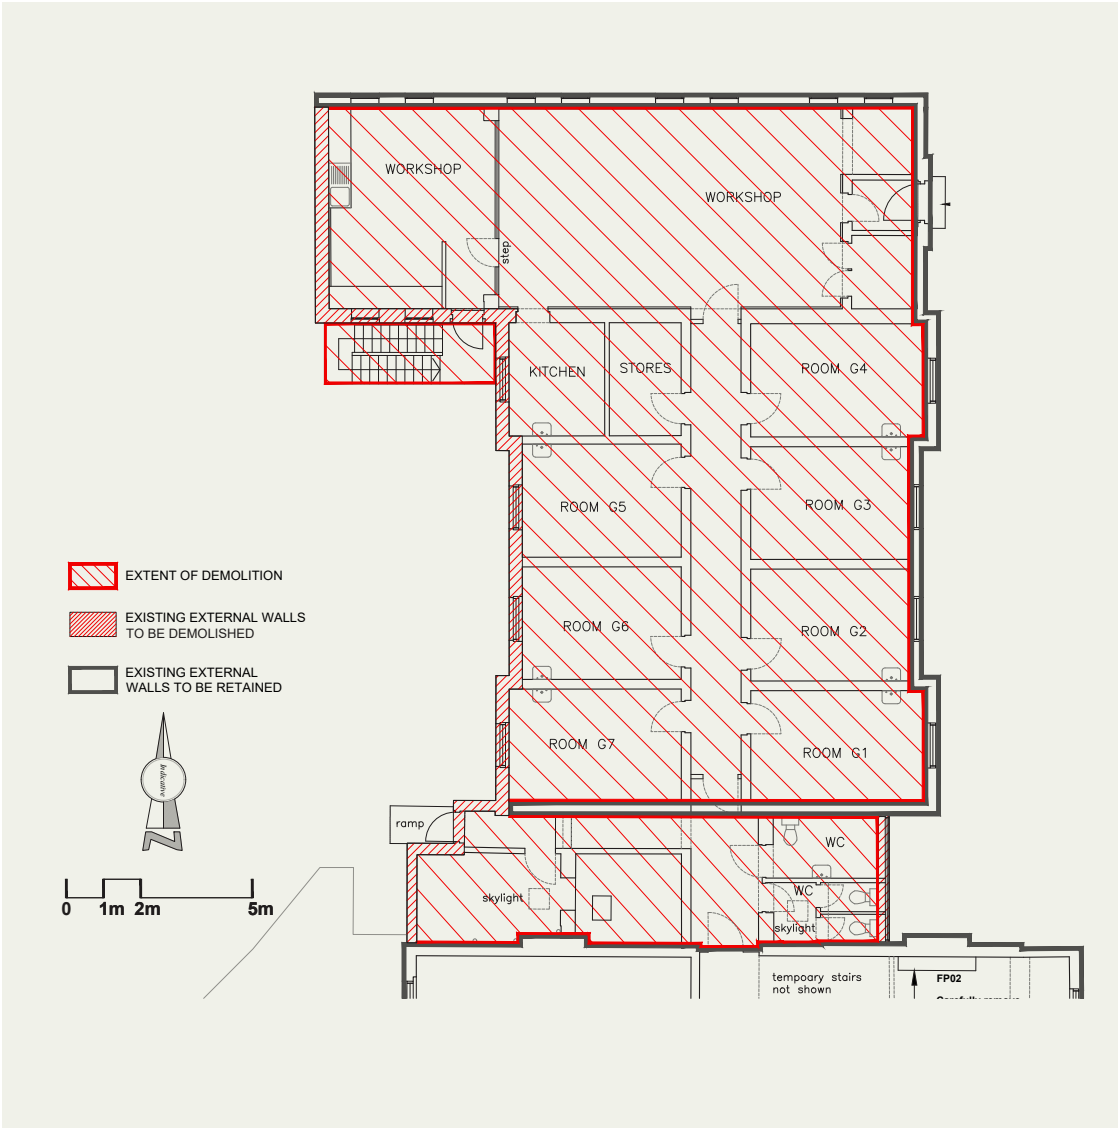 WORKSHOP
WORKSHOP
step
KITCHEN
STORES
ROOM G4
ROOM G5
ROOM G3
EXTENT OF DEMOLITION
EXISTING EXTERNAL WALLS
TO BE DEMOLISHED
ROOM G6
ROOM G2
EXISTING EXTERNAL
WALLS TO BE RETAINED
ROOM G7
ROOM G1
Indicative
N
ramp
WC
WC
skylight
skylight
0 1m 2m 5m
tempoary stairs
not shown
FP02